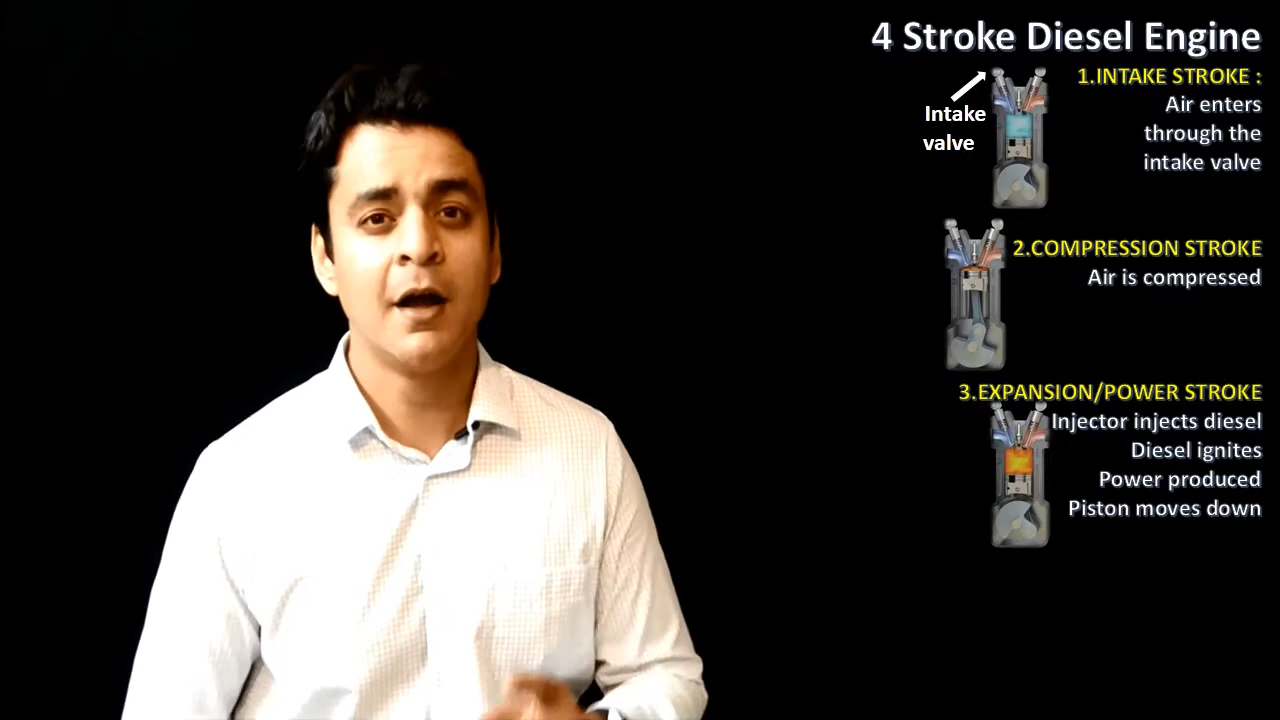 4 Stroke Diesel Engine
1.INTAKE STROKE :
Air enters
through the
intake valve
Intake
valve
2.COMPRESSION STROKE
Air is compressed
3.EXPANSION/POWER STROKE
Injector injects diesel
Diesel ignites
Power produced
Piston moves down